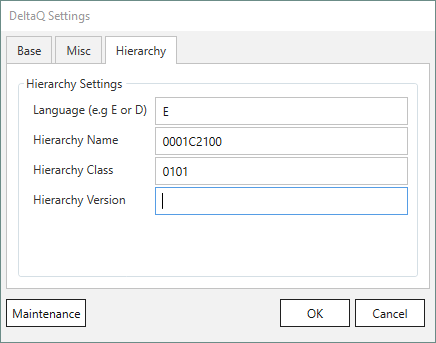 DeltaQ Settings
Base Misc Hierarchy
Hierarchy Settings
Language (e.g E or D) E
Hierarchy Name 0001C2100
Hierarchy Class 0101
Hierarchy Version
Maintenance OK Cancel